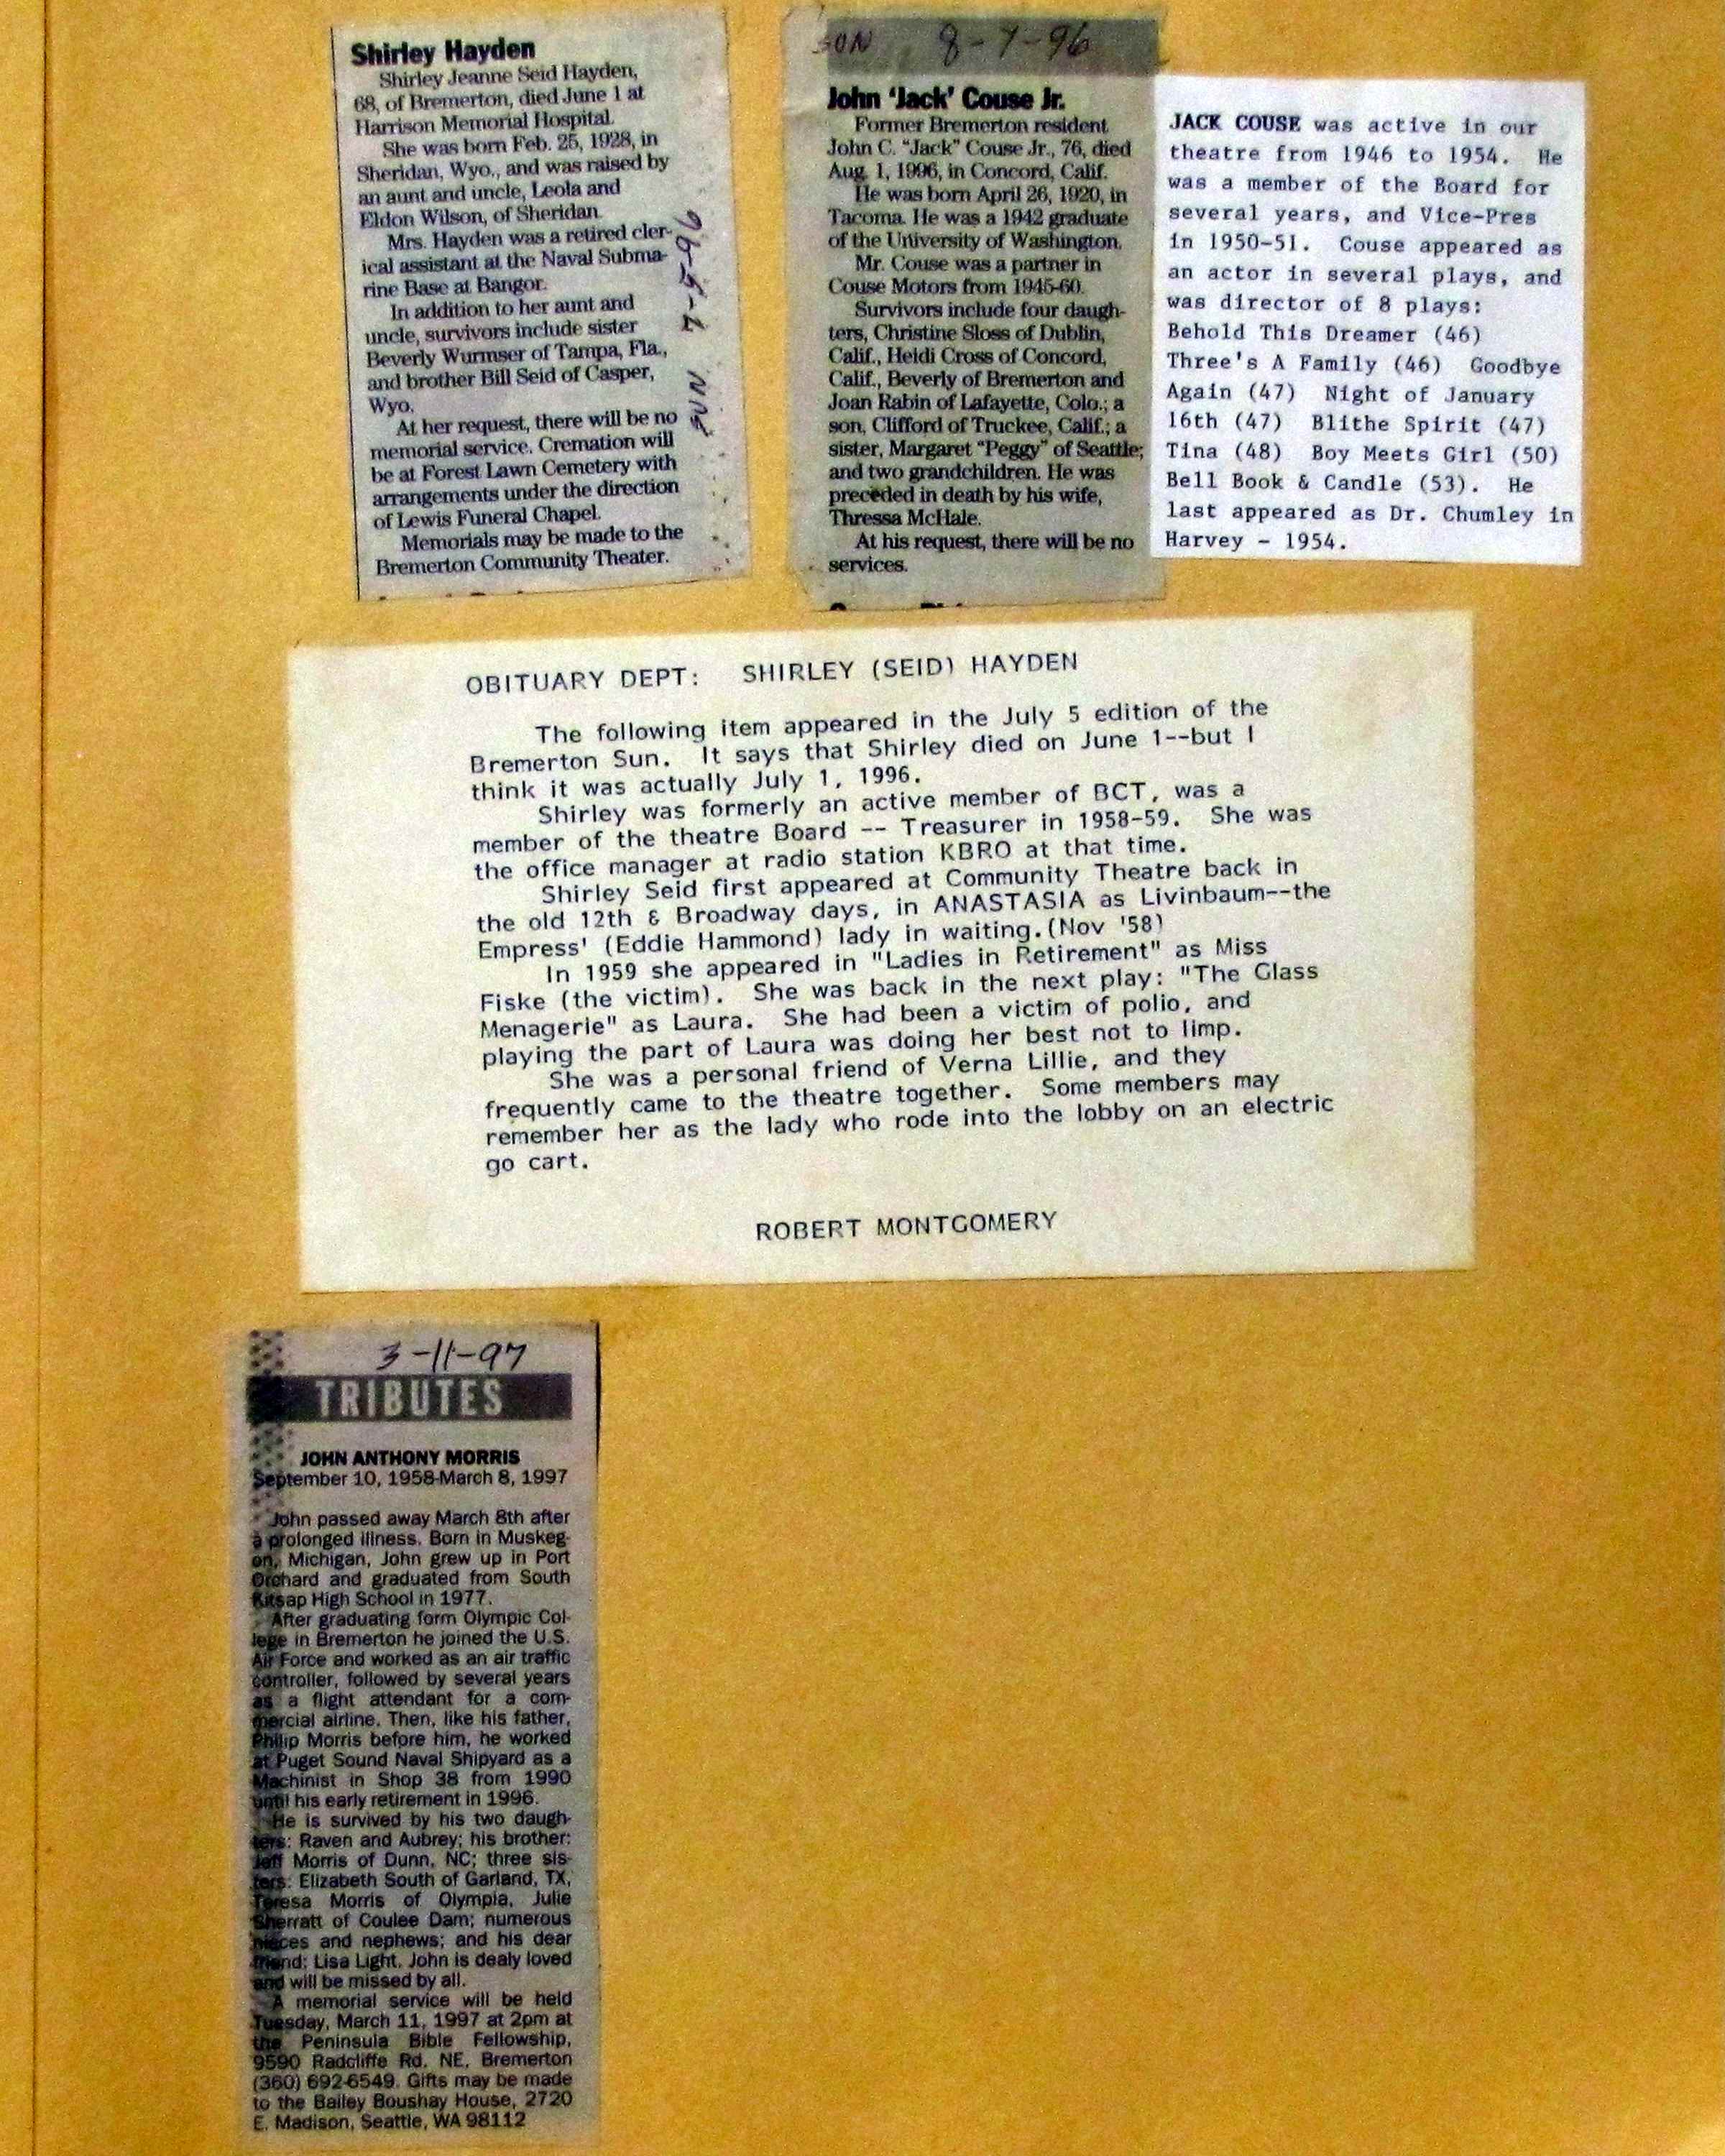 Shirley Hayden
Shirley Jeanne Seid Hayden,
68, of Bremerton, died June 1 at
Harrison Memorial Hospital.
She was born Feb. 25, 1928, in
Sheridan, Wyo., and was raised by
an aunt and uncle, Leola and
Eldon Wilson, of Sheridan.
Mrs. Hayden was a retired cler-
ical assistant at the Naval Subma-
rine Base at Bangor.
In addition to her aunt and
uncle, survivors include sister
Beverly Wurmser of Tampa, Fla.,
and brother Bill Seid of Casper,
Wyo.
At her request, there will be no
memorial service. Cremation will
be at Forest Lawn Cemetery with
arrangements under the direction
of Lewis Funeral Chapel.
Memorials may be made to the
Bremerton Community Theater.
SUN 7-5-96
SUN 8-7-96
John 'Jack' Couse Jr.
Former Bremerton resident
John C. "Jack" Couse Jr., 76, died
Aug. 1, 1996, in Concord, Calif.
He was born April 26, 1920, in
Tacoma. He was a 1942 graduate
of the University of Washington.
Mr. Couse was a partner in
Couse Motors from 1945-60.
Survivors include four daugh-
ters, Christine Sloss of Dublin,
Calif., Heidi Cross of Concord,
Calif., Beverly of Bremerton and
Joan Rabin of Lafayette, Colo.; a
son, Clifford of Truckee, Calif.; a
sister, Margaret "Peggy" of Seattle;
and two grandchildren. He was
preceded in death by his wife,
Thressa McHale.
At his request, there will be no
services.
JACK COUSE was active in our
theatre from 1946 to 1954. He
was a member of the Board for
several years, and Vice-Pres
in 1950-51. Couse appeared as
an actor in several plays, and
was director of 8 plays:
Behold This Dreamer (46)
Three's A Family (46) Goodbye
Again (47) Night of January
16th (47) Blithe Spirit (47)
Tina (48) Boy Meets Girl (50)
Bell Book & Candle (53). He
last appeared as Dr. Chumley in
Harvey - 1954.
OBITUARY DEPT: SHIRLEY (SEID) HAYDEN
The following item appeared in the July 5 edition of the
Bremerton Sun. It says that Shirley died on June 1--but I
think it was actually July 1, 1996.
Shirley was formerly an active member of BCT, was a
member of the theatre Board -- Treasurer in 1958-59. She was
the office manager at radio station KBRO at that time.
Shirley Seid first appeared at Community Theatre back in
the old 12th & Broadway days, in ANASTASIA as Livinbaum--the
Empress' (Eddie Hammond) lady in waiting.(Nov '58)
In 1959 she appeared in "Ladies in Retirement" as Miss
Fiske (the victim). She was back in the next play: "The Glass
Menagerie" as Laura. She had been a victim of polio, and
playing the part of Laura was doing her best not to limp.
She was a personal friend of Verna Lillie, and they
frequently came to the theatre together. Some members may
remember her as the lady who rode into the lobby on an electric
go cart.
ROBERT MONTGOMERY
3-11-97
TRIBUTES
JOHN ANTHONY MORRIS
September 10, 1958-March 8, 1997
John passed away March 8th after
a prolonged illness. Born in Muskeg-
on, Michigan, John grew up in Port
Orchard and graduated from South
Kitsap High School in 1977.
After graduating form Olympic Col-
lege in Bremerton he joined the U.S.
Air Force and worked as an air traffic
controller, followed by several years
as a flight attendant for a com-
mercial airline. Then, like his father,
Philip Morris before him, he worked
at Puget Sound Naval Shipyard as a
Machinist in Shop 38 from 1990
until his early retirement in 1996.
He is survived by his two daugh-
ters: Raven and Aubrey; his brother:
Jeff Morris of Dunn, NC; three sis-
ters: Elizabeth South of Garland, TX,
Teresa Morris of Olympia, Julie
Sherratt of Coulee Dam; numerous
nieces and nephews; and his dear
friend: Lisa Light. John is dealy loved
and will be missed by all.
A memorial service will be held
Tuesday, March 11, 1997 at 2pm at
the Peninsula Bible Fellowship,
9590 Radcliffe Rd. NE, Bremerton
(360) 692-6549. Gifts may be made
to the Bailey Boushay House, 2720
E. Madison, Seattle, WA 98112